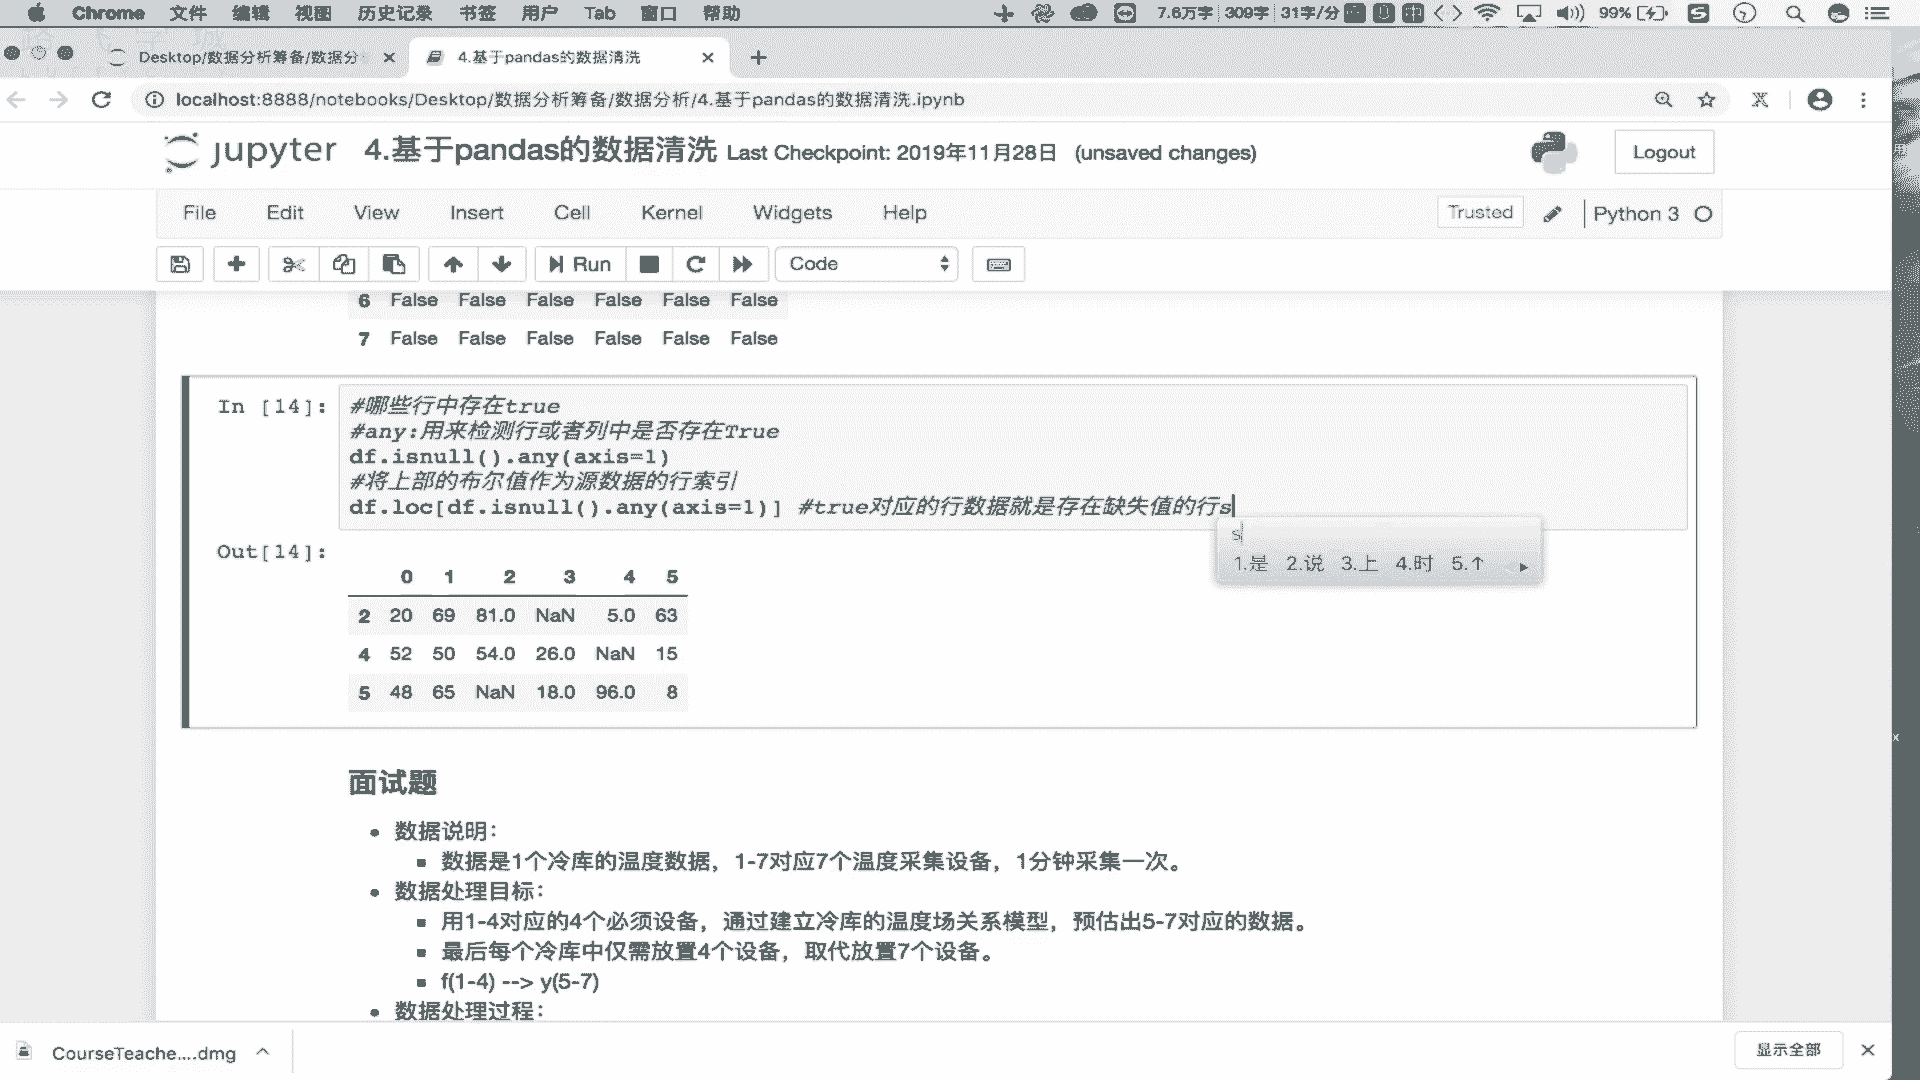 Chrome 文件 编辑 视图 历史记录 书签 用户 Tab 窗口 帮助 7.6万字 309字 31字/分 99%
Desktop/数据分析筹备/数据分 4.基于pandas的数据清洗
localhost:8888/notebooks/Desktop/数据分析筹备/数据分析/4.基于pandas的数据清洗.ipynb
jupyter 4.基于pandas的数据清洗 Last Checkpoint: 2019年11月28日 (unsaved changes) Logout
File Edit View Insert Cell Kernel Widgets Help Trusted Python 3
Run Code
6 False False False False False False
7 False False False False False False
In [14]: #哪些行中存在true
#any:用来检测行或者列中是否存在True
df.isnull().any(axis=1)
#将上部的布尔值作为源数据的行索引
df.loc[df.isnull().any(axis=1)] #true对应的行数据就是存在缺失值的行s
s
1.是 2.说 3.上 4.时 5.↑
Out[14]:
0 1 2 3 4 5
2 20 69 81.0 NaN 5.0 63
4 52 50 54.0 26.0 NaN 15
5 48 65 NaN 18.0 96.0 8
面试题
数据说明：
数据是1个冷库的温度数据，1-7对应7个温度采集设备，1分钟采集一次。
数据处理目标：
用1-4对应的4个必须设备，通过建立冷库的温度场关系模型，预估出5-7对应的数据。
最后每个冷库中仅需放置4个设备，取代放置7个设备。
f(1-4) --> y(5-7)
数据处理过程：
CourseTeache....dmg 显示全部